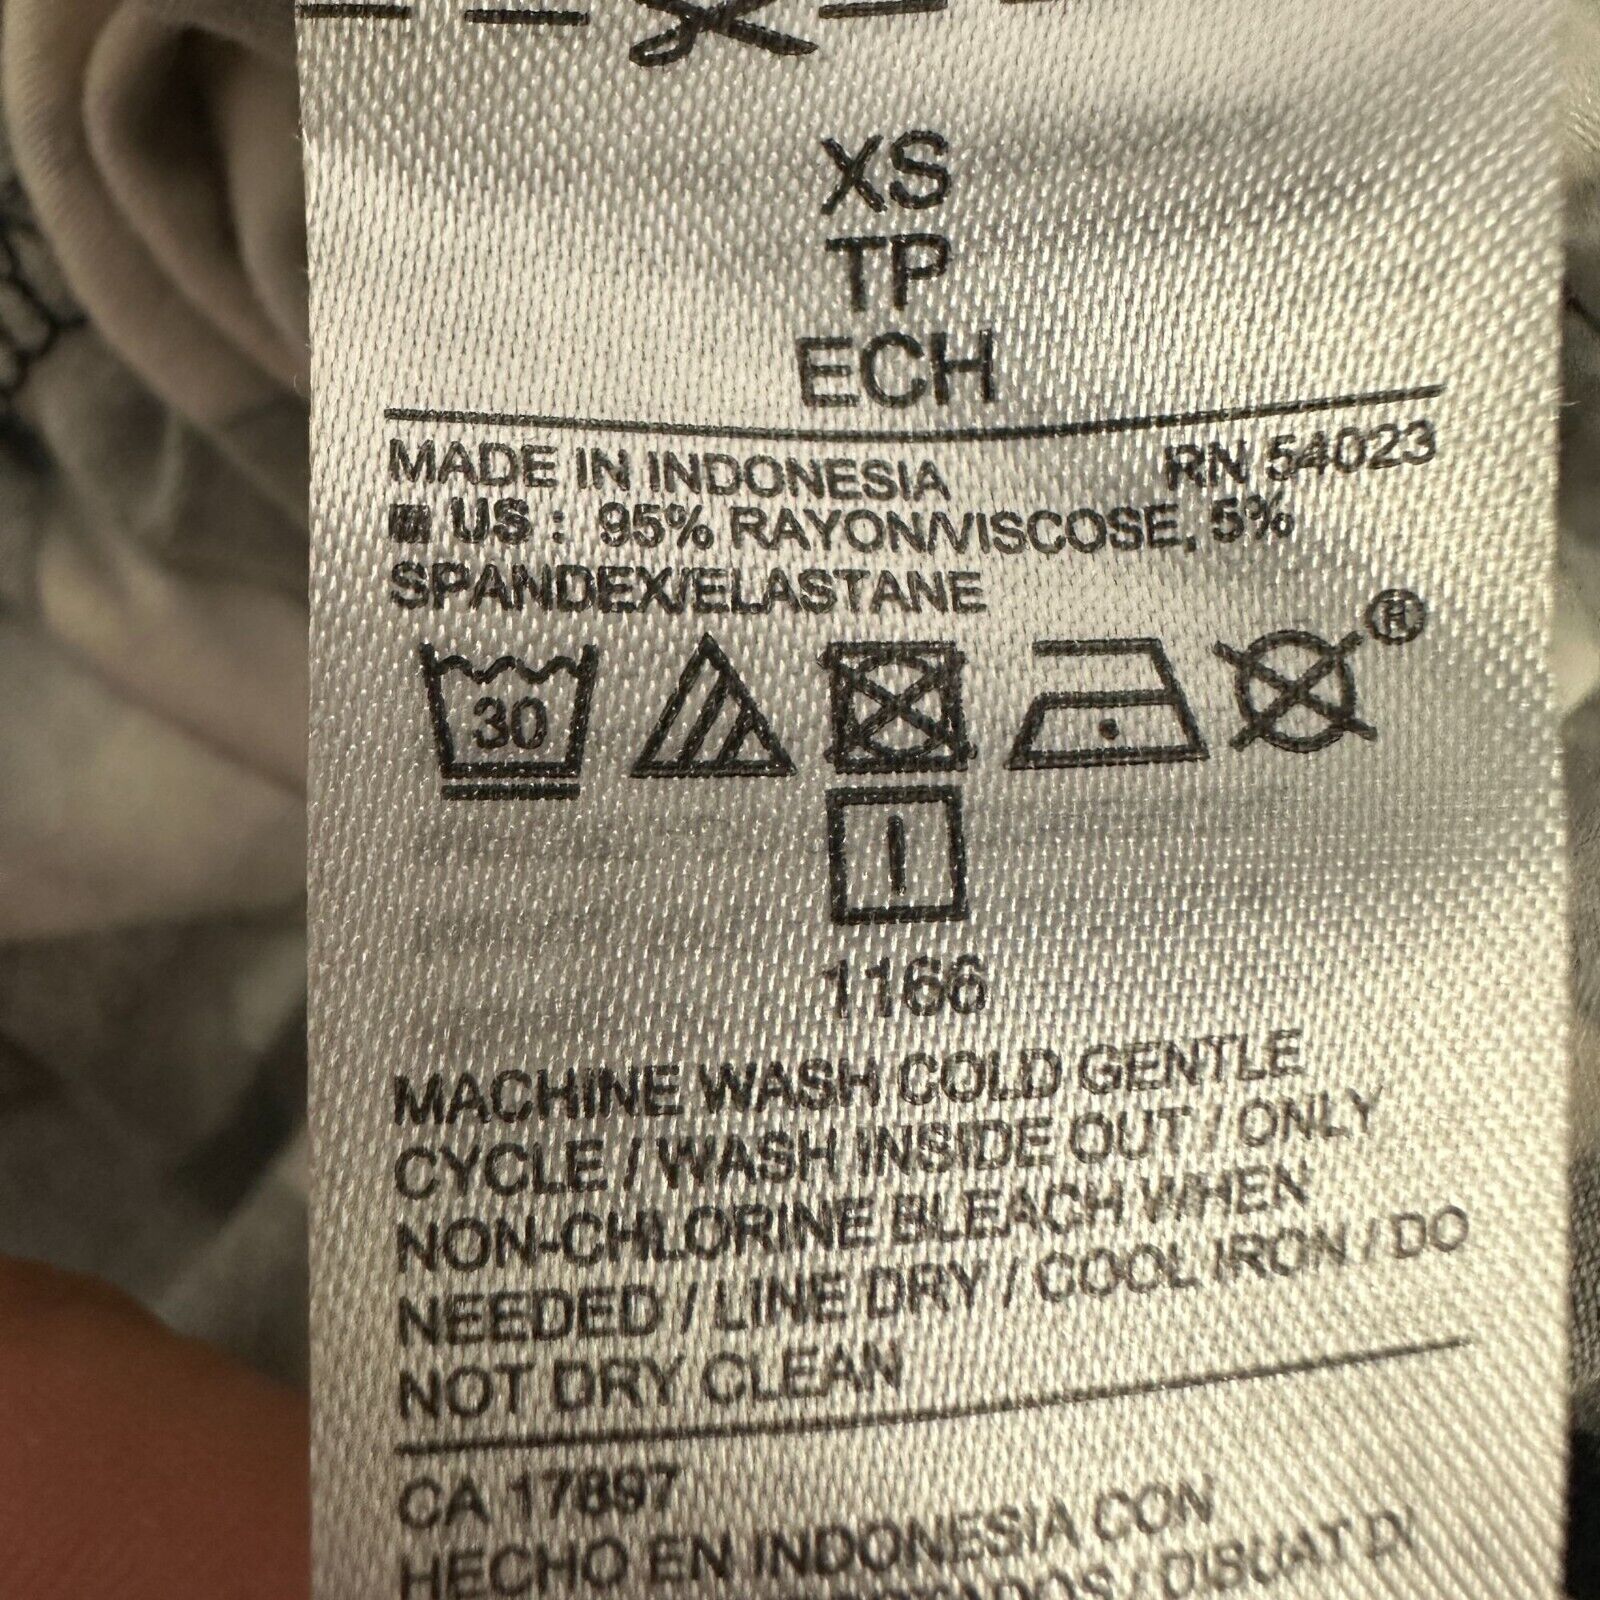 XS
TP
ECH
MADE IN INDONESIA RN 54023
US : 95% RAYON/VISCOSE, 5%
SPANDEX/ELASTANE
30
®
1166
MACHINE WASH COLD GENTLE
CYCLE / WASH INSIDE OUT / ONLY
NON-CHLORINE BLEACH WHEN
NEEDED / LINE DRY / COOL IRON / DO
NOT DRY CLEAN
CA 17897
HECHO EN INDONESIA CON